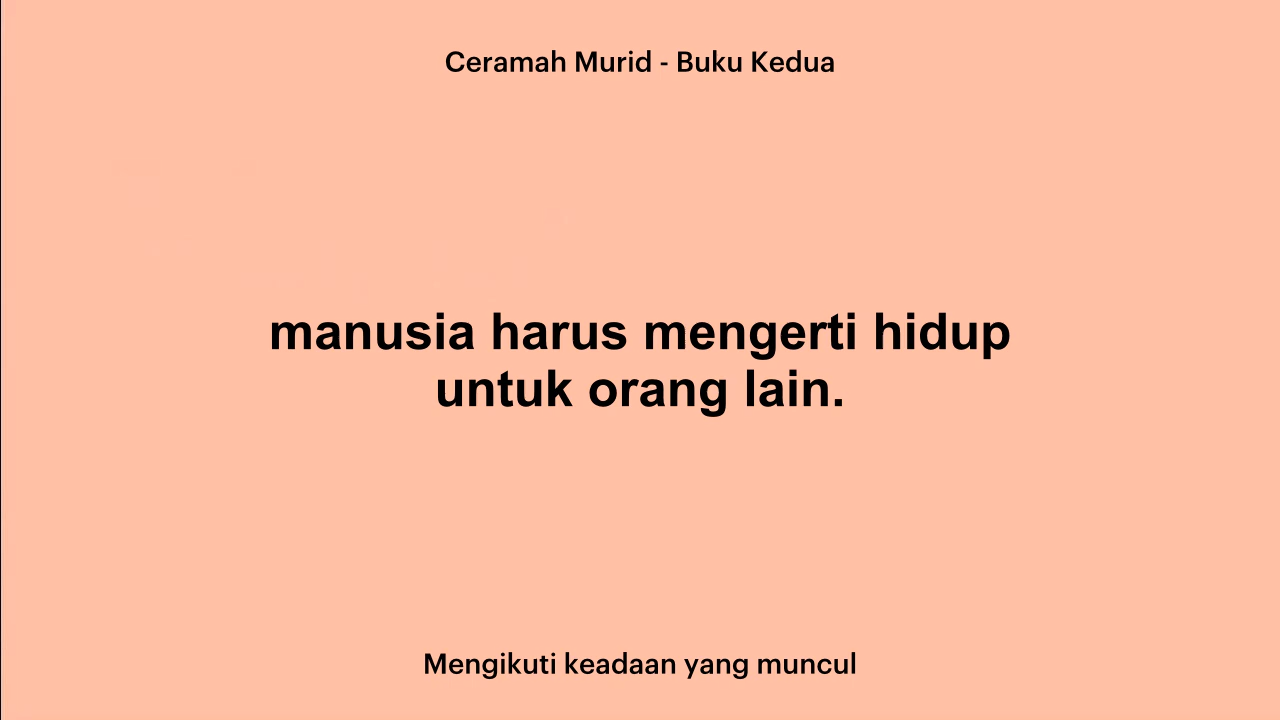 Ceramah Murid - Buku Kedua
manusia harus mengerti hidup
untuk orang lain.
Mengikuti keadaan yang muncul